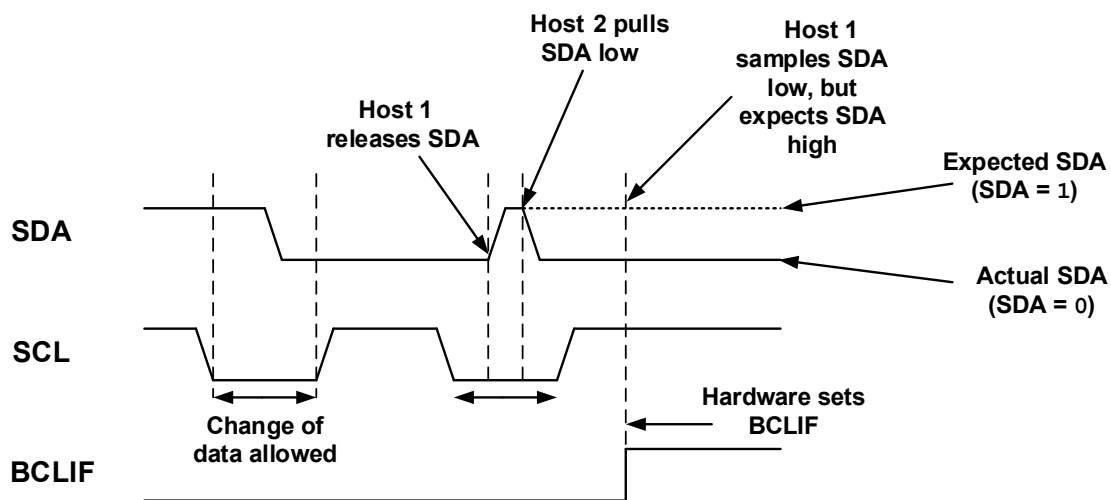 Host 2 pulls
SDA low
Host 1
samples SDA
low, but
expects SDA
high
Host 1
releases SDA
Expected SDA
(SDA = 1)
SDA
Actual SDA
(SDA = 0)
SCL
Change of
data allowed
Hardware sets
BCLIF
BCLIF